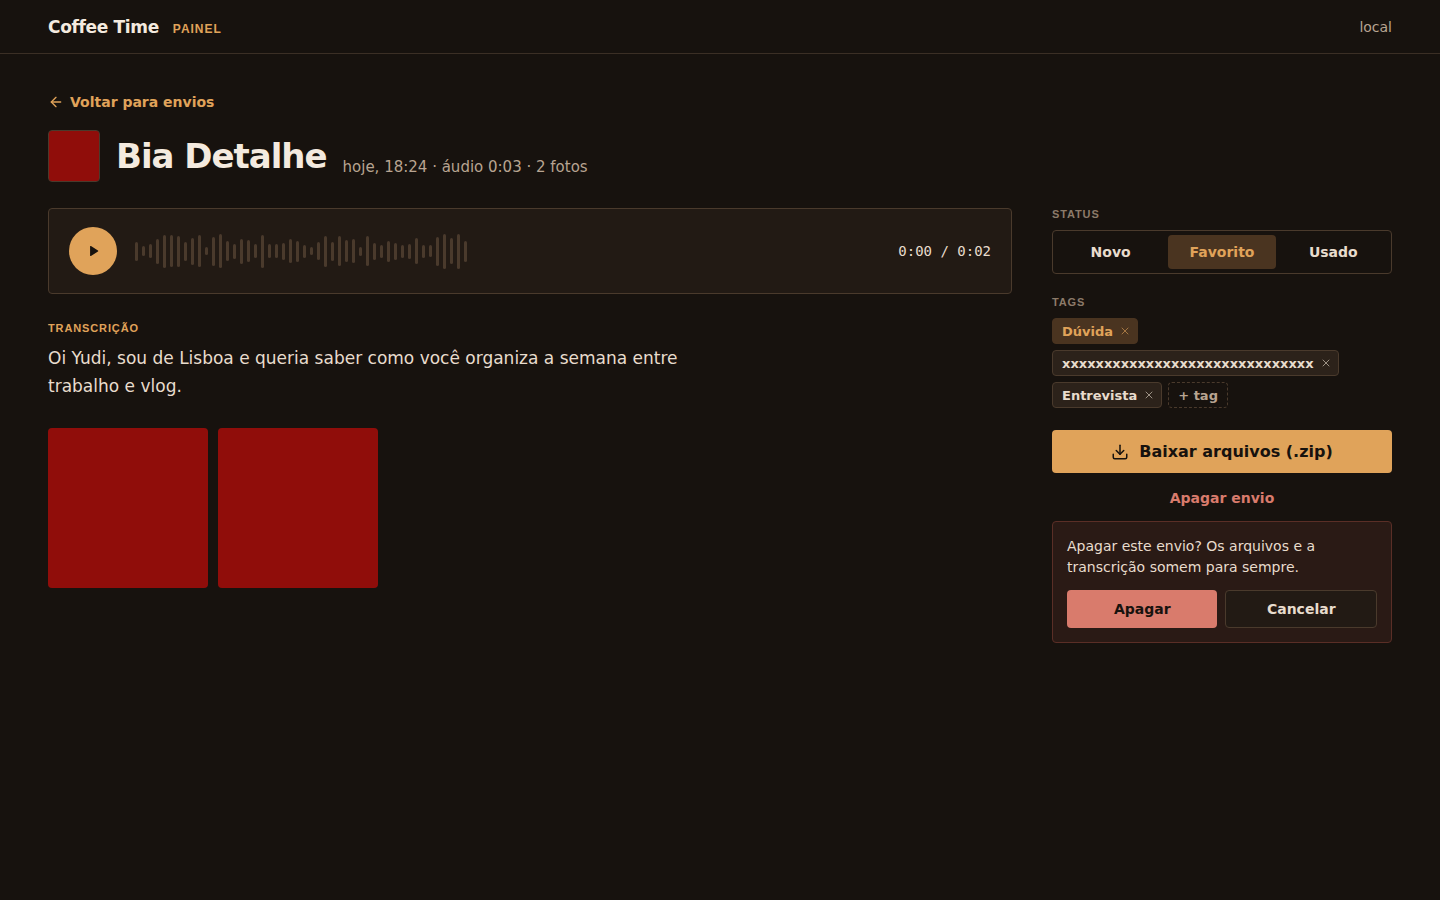 Coffee Time PAINEL
local
Voltar para envios
Bia Detalhe
hoje, 18:24 · áudio 0:03 · 2 fotos
0:00 / 0:02
TRANSCRIÇÃO
Oi Yudi, sou de Lisboa e queria saber como você organiza a semana entre
trabalho e vlog.
STATUS
Novo Favorito Usado
TAGS
Dúvida
xxxxxxxxxxxxxxxxxxxxxxxxxxxxxx
Entrevista + tag
Baixar arquivos (.zip)
Apagar envio
Apagar este envio? Os arquivos e a
transcrição somem para sempre.
Apagar Cancelar